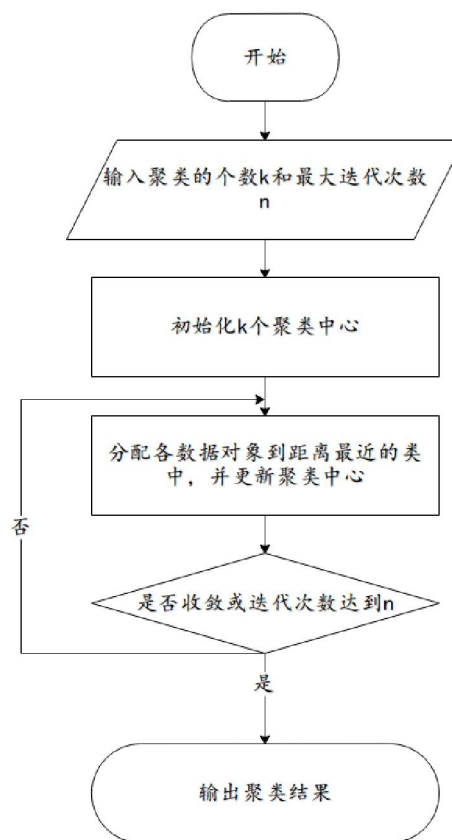 开始
输入聚类的个数k和最大迭代次数
n
初始化k个聚类中心
分配各数据对象到距离最近的类
中，并更新聚类中心
否
是否收敛或迭代次数达到n
是
输出聚类结果